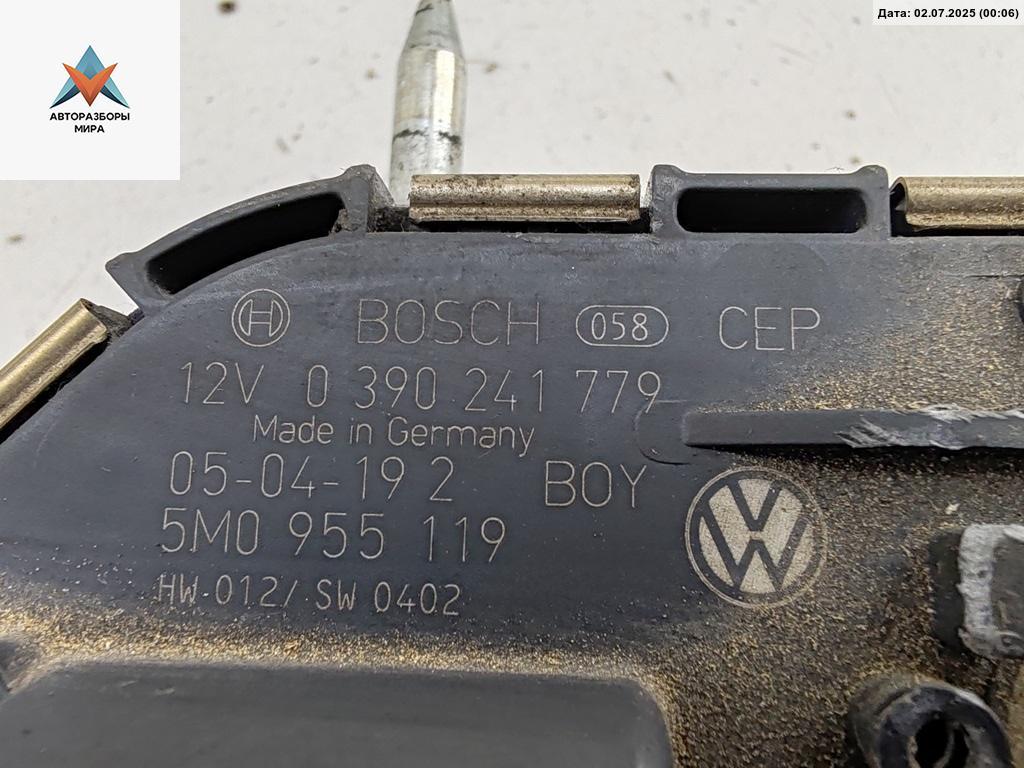 Дата: 02.07.2025 (00:06)
АВТОРАЗБОРЫ
МИРА
BOSCH 058 CEP
12V 0 390 241 779
Made in Germany
05-04-19 2 BOY
5M0 955 119
HW 012/ SW 0402